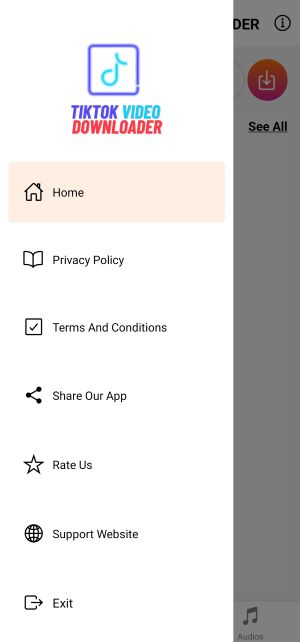 DER
TIKTOK VIDEO
DOWNLOADER
See All
Home
Privacy Policy
Terms And Conditions
Share Our App
Rate Us
Support Website
Exit
Audios